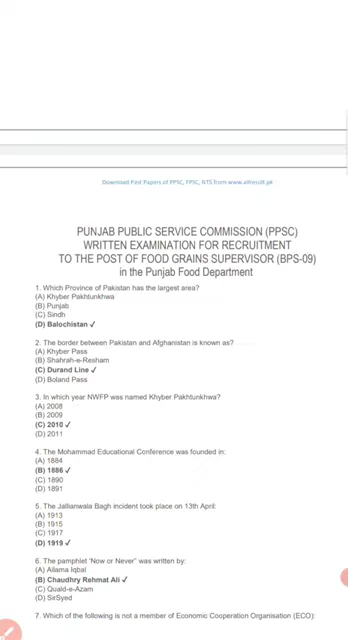 Download Past Papers of PPSC, FPSC, NTS from www.allresult.pk
PUNJAB PUBLIC SERVICE COMMISSION (PPSC)
WRITTEN EXAMINATION FOR RECRUITMENT
TO THE POST OF FOOD GRAINS SUPERVISOR (BPS-09)
in the Punjab Food Department
1. Which Province of Pakistan has the largest area?
(A) Khyber Pakhtunkhwa
(B) Punjab
(C) Sindh
(D) Balochistan ✓
2. The border between Pakistan and Afghanistan is known as?
(A) Khyber Pass
(B) Shahrah-e-Resham
(C) Durand Line ✓
(D) Boland Pass
3. In which year NWFP was named Khyber Pakhtunkhwa?
(A) 2008
(B) 2009
(C) 2010 ✓
(D) 2011
4. The Mohammad Educational Conference was founded in:
(A) 1884
(B) 1886 ✓
(C) 1890
(D) 1891
5. The Jallianwala Bagh incident took place on 13th April:
(A) 1913
(B) 1915
(C) 1917
(D) 1919 ✓
6. The pamphlet 'Now or Never" was written by:
(A) Allama Iqbal
(B) Chaudhry Rehmat Ali ✓
(C) Quaid-e-Azam
(D) SirSyed
7. Which of the following is not a member of Economic Cooperation Organisation (ECO):